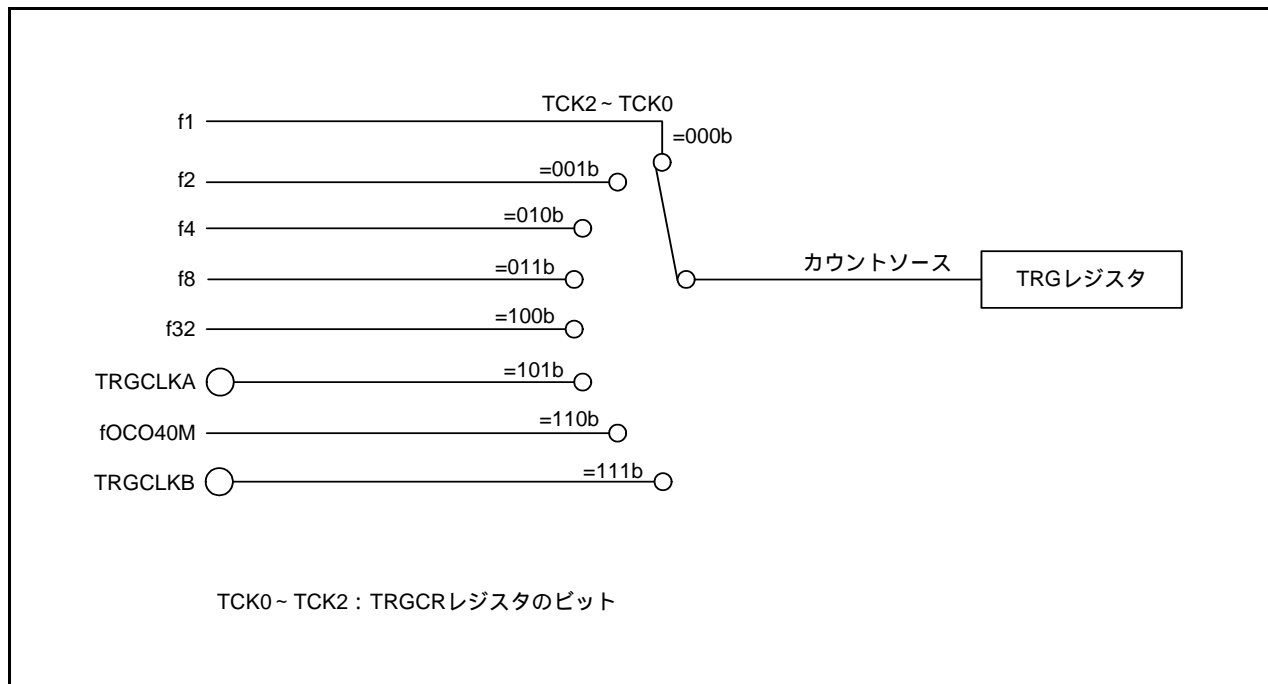 TCK2~TCK0
f1
=000b
f2
=001b
f4
=010b
f8
=011b
カウントソース
TRGレジスタ
f32
=100b
TRGCLKA
=101b
fOCO40M
=110b
TRGCLKB
=111b
TCK0~TCK2:TRGCRレジスタのビット